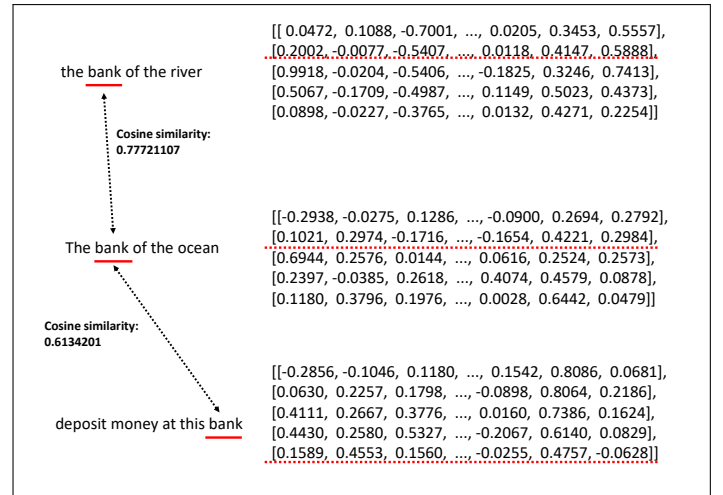 [[ 0.0472, 0.1088, -0.7001, ..., 0.0205, 0.3453, 0.5557],
[0.2002, -0.0077, -0.5407, ..., 0.0118, 0.4147, 0.5888],
the bank of the river
[0.9918, -0.0204, -0.5406, ..., -0.1825, 0.3246, 0.7413],
[0.5067, -0.1709, -0.4987, ..., 0.1149, 0.5023, 0.4373],
[0.0898, -0.0227, -0.3765, ..., 0.0132, 0.4271, 0.2254]]
Cosine similarity:
0.77721107
[[-0.2938, -0.0275, 0.1286, ..., -0.0900, 0.2694, 0.2792],
[0.1021, 0.2974, -0.1716, ..., -0.1654, 0.4221, 0.2984],
The bank of the ocean
[0.6944, 0.2576, 0.0144, ..., 0.0616, 0.2524, 0.2573],
[0.2397, -0.0385, 0.2618, ..., 0.4074, 0.4579, 0.0878],
[0.1180, 0.3796, 0.1976, ..., 0.0028, 0.6442, 0.0479]]
Cosine similarity:
0.6134201
[[-0.2856, -0.1046, 0.1180, ..., 0.1542, 0.8086, 0.0681],
[0.0630, 0.2257, 0.1798, ..., -0.0898, 0.8064, 0.2186],
[0.4111, 0.2667, 0.3776, ..., 0.0160, 0.7386, 0.1624],
deposit money at this bank
[0.4430, 0.2580, 0.5327, ..., -0.2067, 0.6140, 0.0829],
[0.1589, 0.4553, 0.1560, ..., -0.0255, 0.4757, -0.0628]]